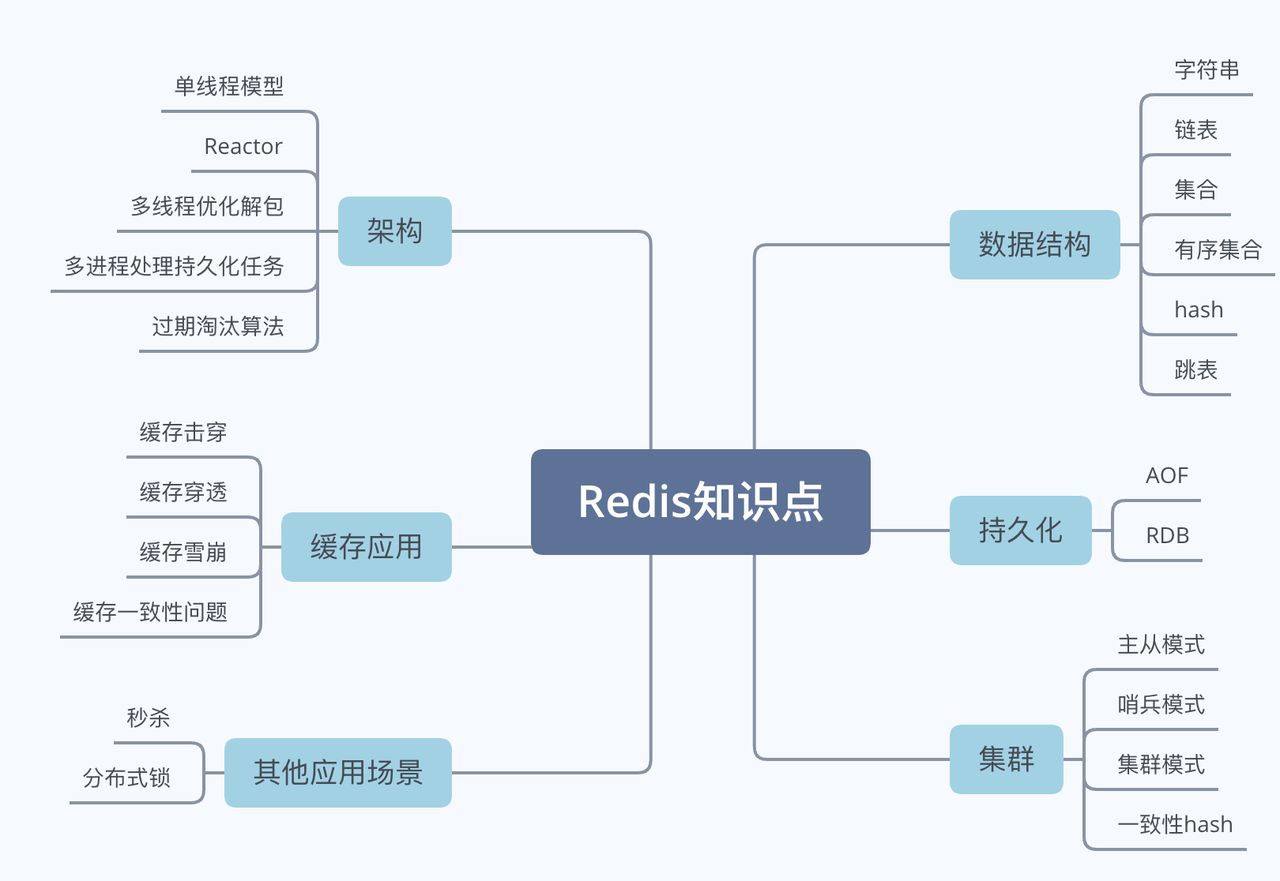 Redis知识点
架构
单线程模型
Reactor
多线程优化解包
多进程处理持久化任务
过期淘汰算法
缓存应用
缓存击穿
缓存穿透
缓存雪崩
缓存一致性问题
其他应用场景
秒杀
分布式锁
数据结构
字符串
链表
集合
有序集合
hash
跳表
持久化
AOF
RDB
集群
主从模式
哨兵模式
集群模式
一致性hash